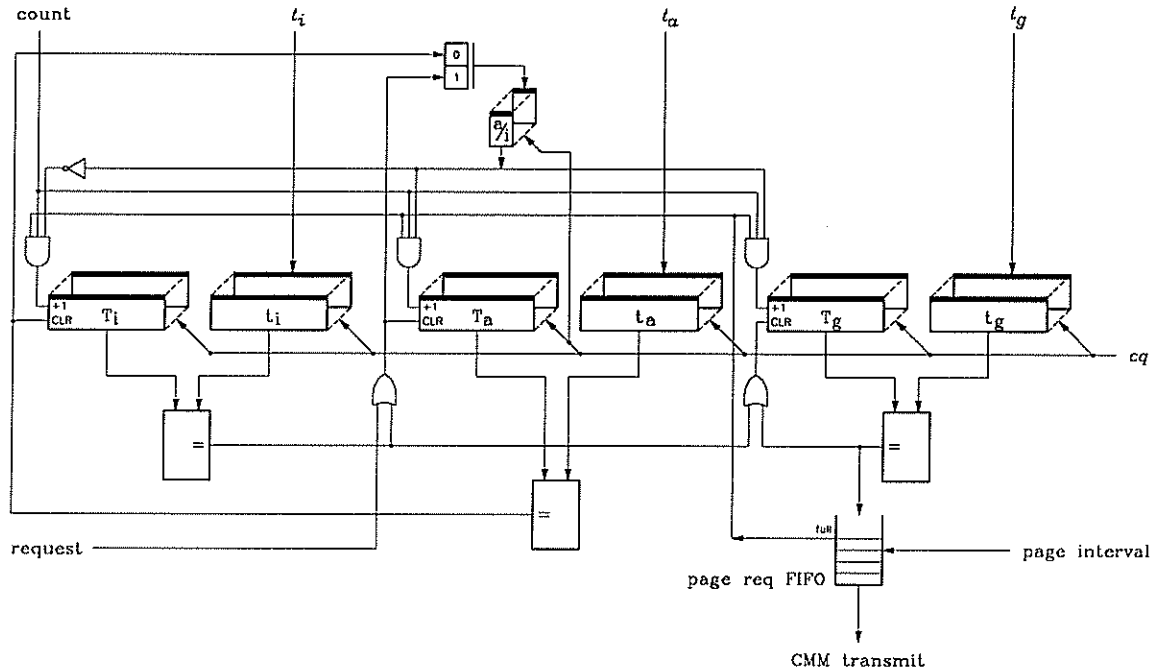 count
t_i
t_a
t_g
0
1
a/i
+1
CLR
T_i
t_i
+1
CLR
T_a
t_a
+1
CLR
T_g
t_g
cq
=
=
=
request
full
page interval
page req FIFO
CMM transmit